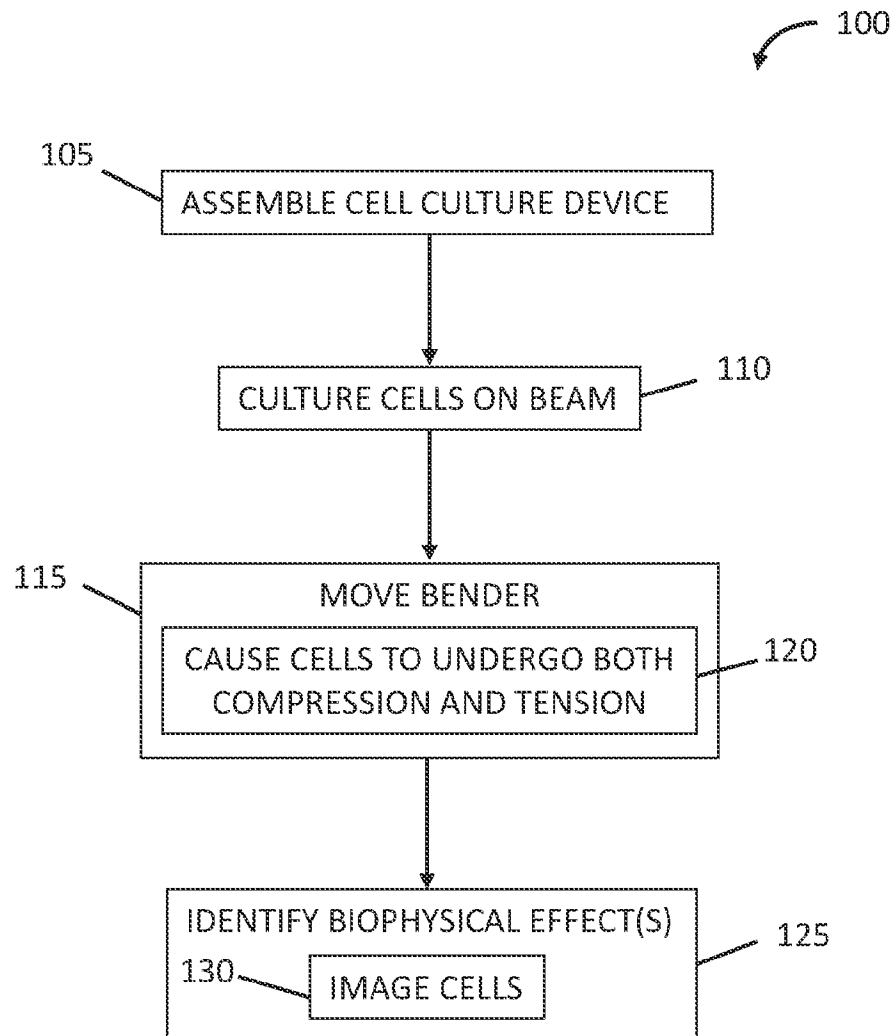 100
105
ASSEMBLE CELL CULTURE DEVICE
110
CULTURE CELLS ON BEAM
115
MOVE BENDER
120
CAUSE CELLS TO UNDERGO BOTH
COMPRESSION AND TENSION
IDENTIFY BIOPHYSICAL EFFECT(S)
125
130
IMAGE CELLS